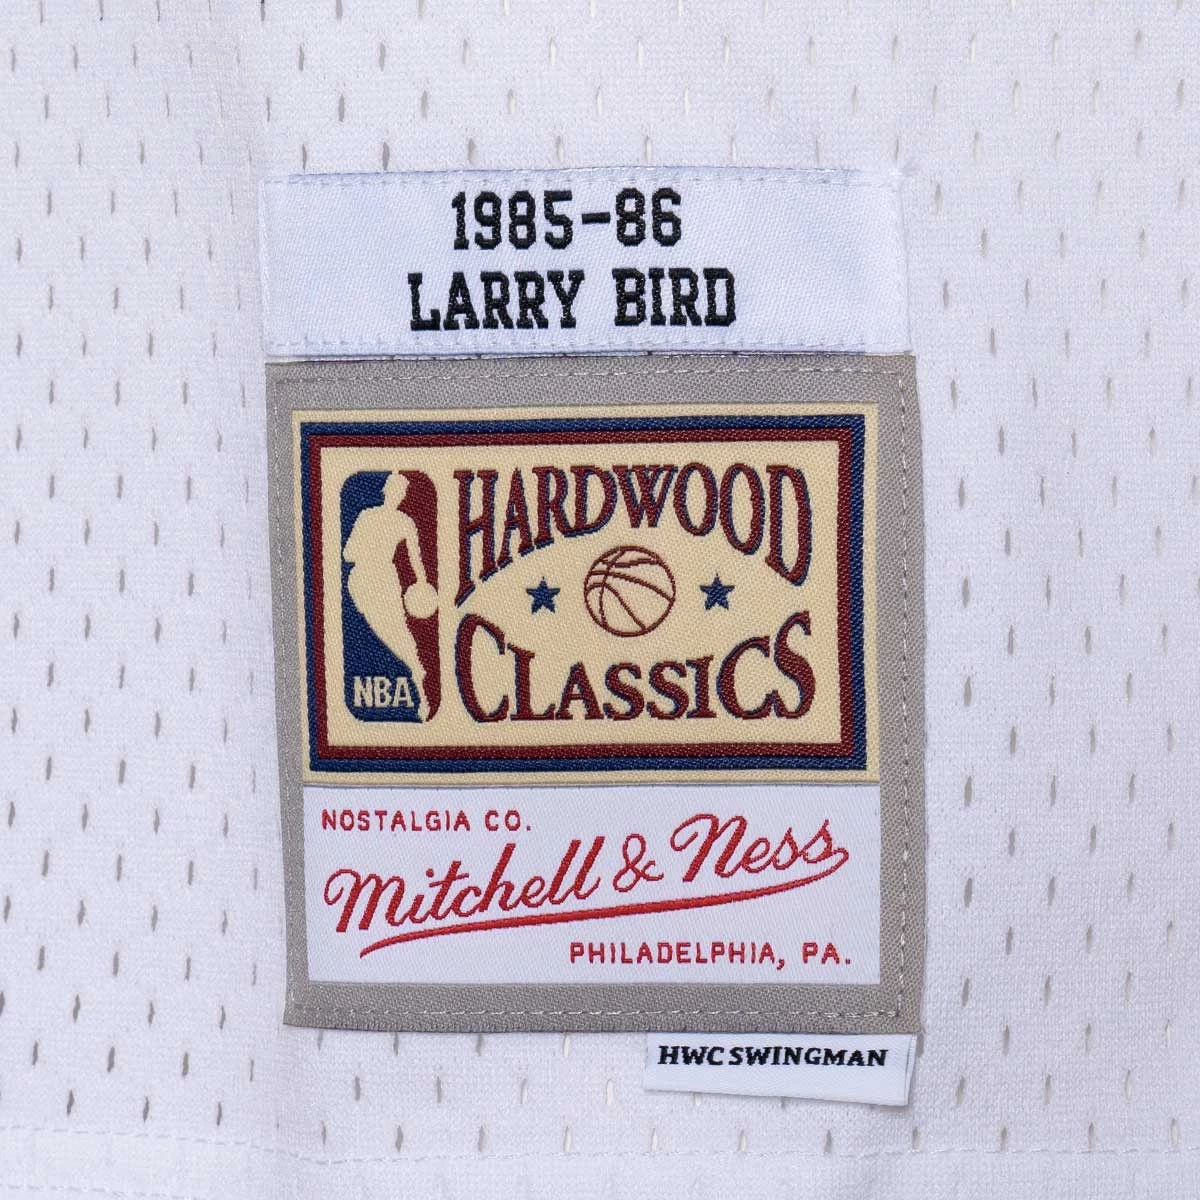 1985-86
LARRY BIRD
HARDWOOD
CLASSICS
NBA
NOSTALGIA CO.
Mitchell & Ness
PHILADELPHIA, PA.
HWC SWINGMAN